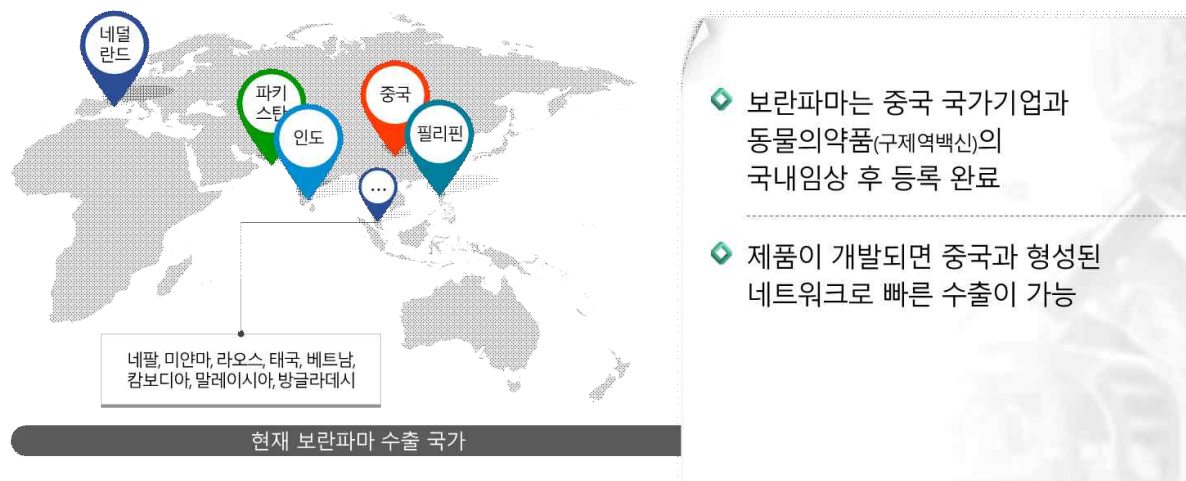 네덜
란드
파키
스탄
인도
중국
필리핀
...
네팔, 미얀마, 라오스, 태국, 베트남,
캄보디아, 말레이시아, 방글라데시
현재 보란파마 수출 국가
보란파마는 중국 국가기업과
동물의약품(구제역백신)의
국내임상 후 등록 완료
제품이 개발되면 중국과 형성된
네트워크로 빠른 수출이 가능